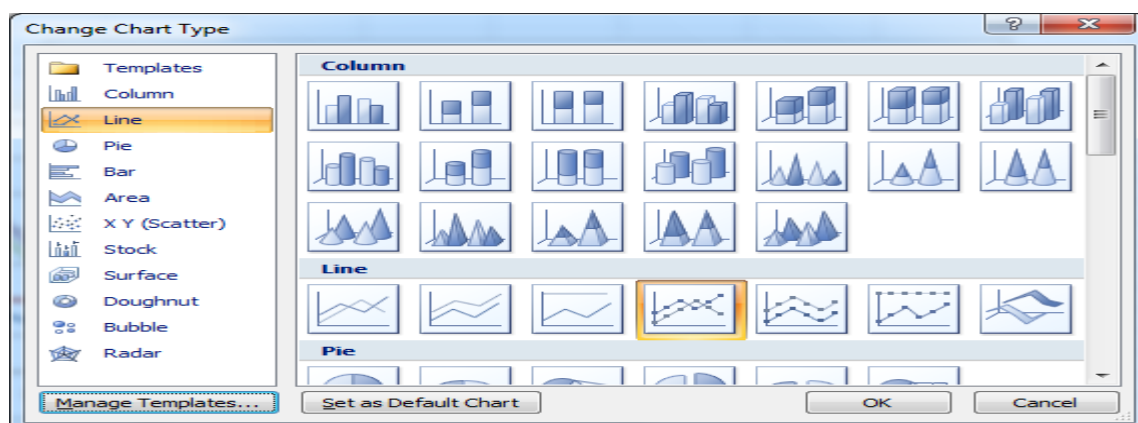 Change Chart Type
Templates
Column
Line
Pie
Bar
Area
X Y (Scatter)
Stock
Surface
Doughnut
Bubble
Radar
Column
Line
Pie
Manage Templates...
Set as Default Chart
OK
Cancel